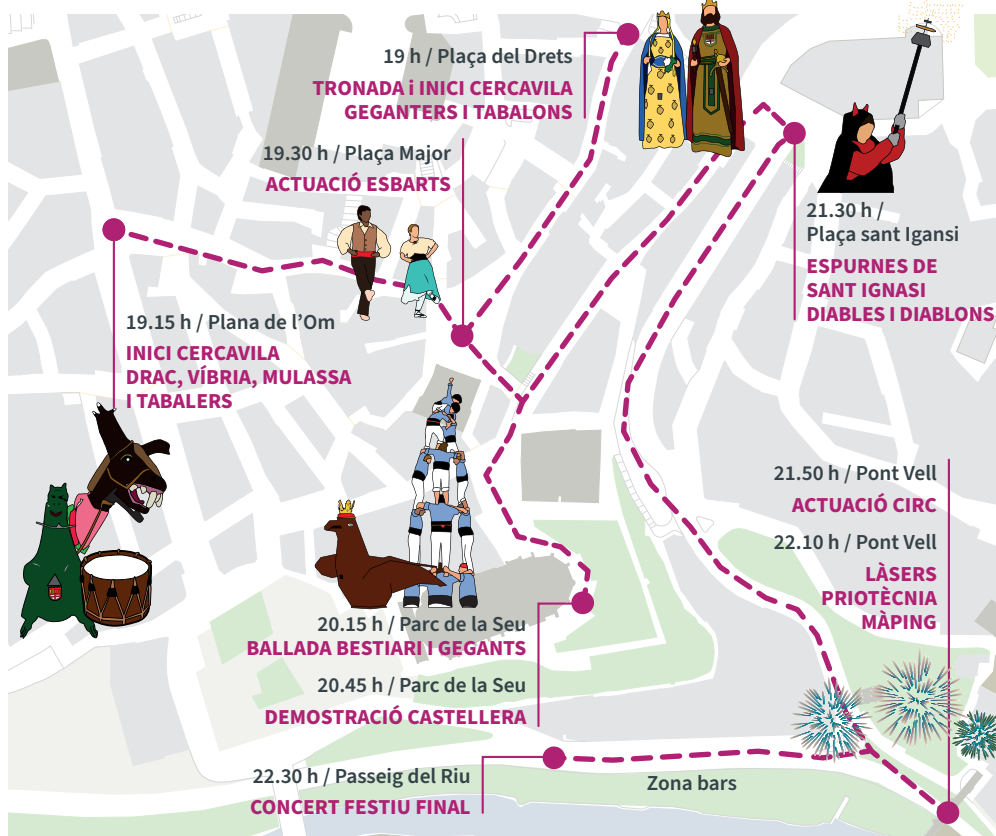 19 h / Plaça del Drets
TRONADA i INICI CERCAVILA
GEGANTERS I TABALONS
19.30 h / Plaça Major
ACTUACIÓ ESBARTS
21.30 h /
Plaça sant Igansi
ESPURNES DE
SANT IGNASI
DIABLES I DIABLONS
19.15 h / Plana de l’Om
INICI CERCAVILA
DRAC, VÍBRIA, MULASSA
I TABALERS
21.50 h / Pont Vell
ACTUACIÓ CIRC
22.10 h / Pont Vell
LÀSERS
PRIOTÈCNIA
MÀPING
20.15 h / Parc de la Seu
BALLADA BESTIARI I GEGANTS
20.45 h / Parc de la Seu
DEMOSTRACIÓ CASTELLERA
22.30 h / Passeig del Riu
CONCERT FESTIU FINAL
Zona bars